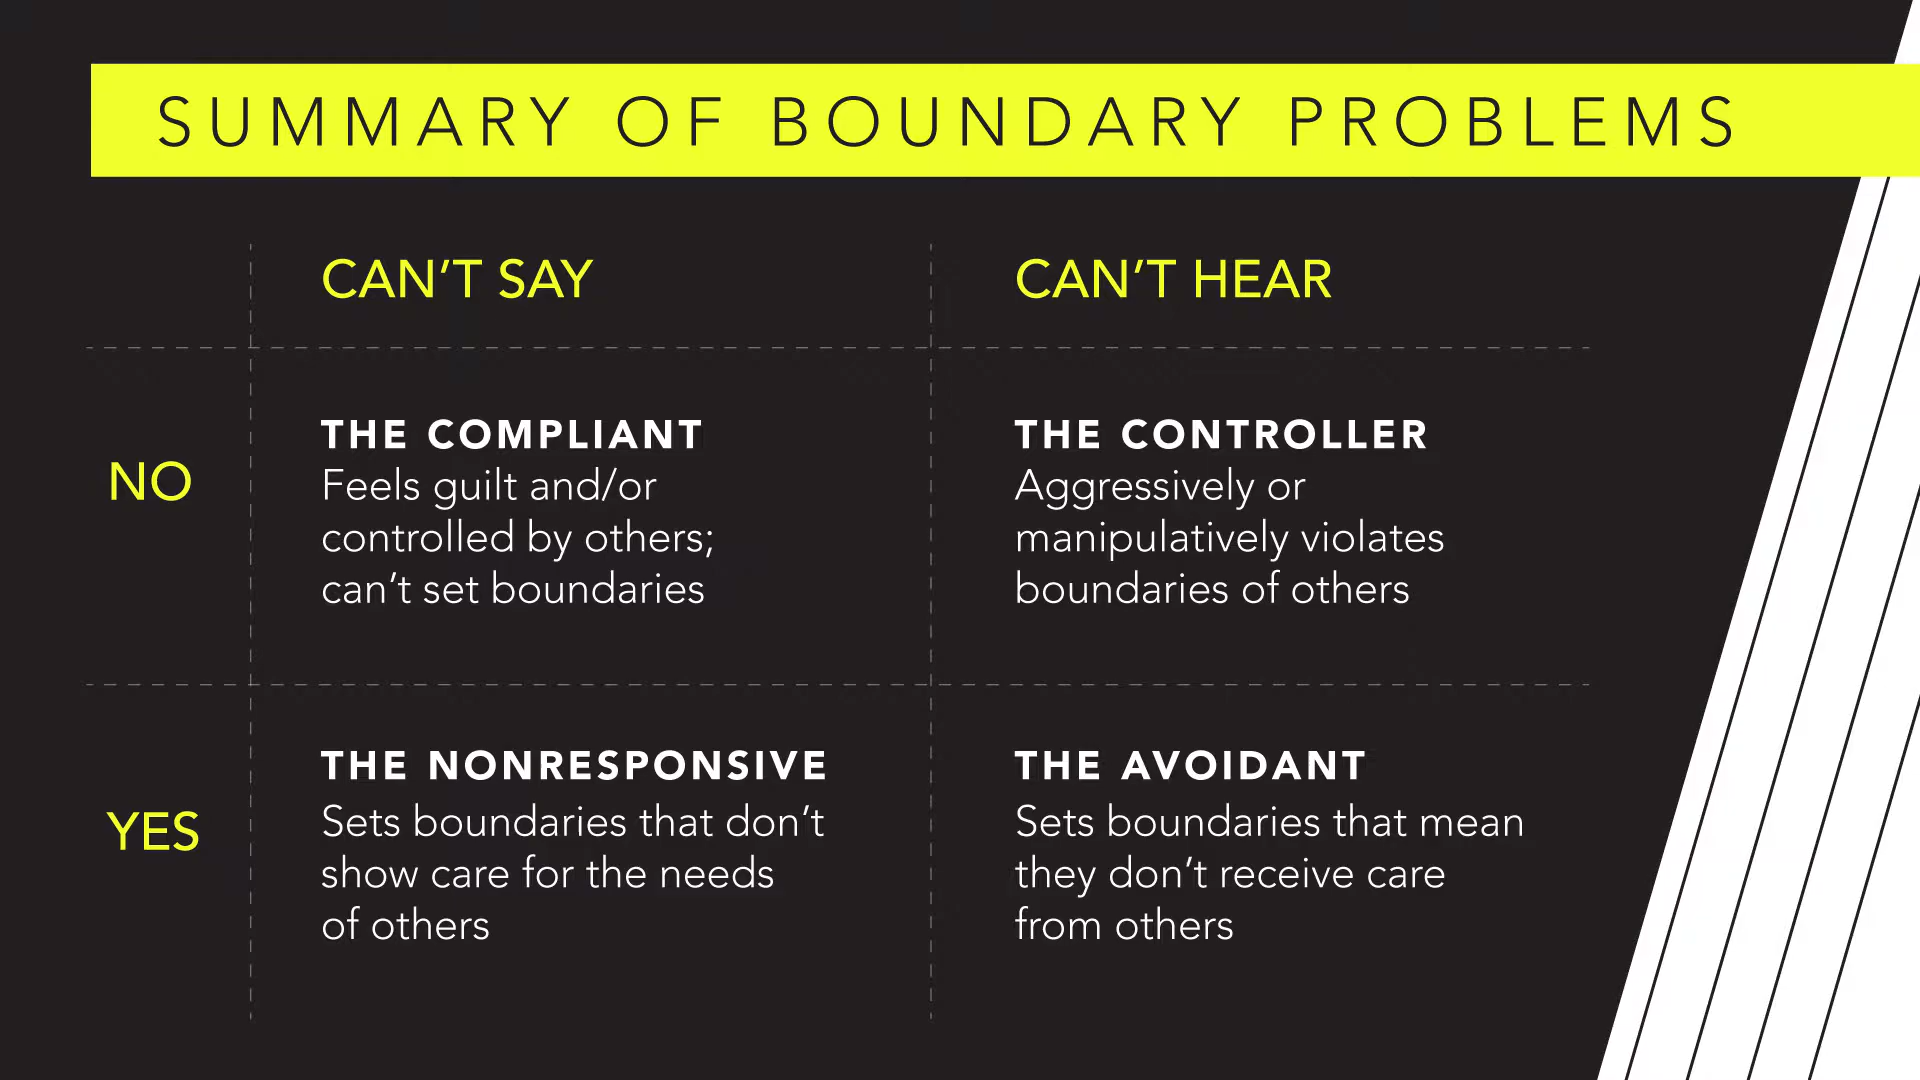 SUMMARY OF BOUNDARY PROBLEMS
CAN’T SAY
CAN’T HEAR
NO
THE COMPLIANT
Feels guilt and/or
controlled by others;
can’t set boundaries
THE CONTROLLER
Aggressively or
manipulatively violates
boundaries of others
YES
THE NONRESPONSIVE
Sets boundaries that don’t
show care for the needs
of others
THE AVOIDANT
Sets boundaries that mean
they don’t receive care
from others